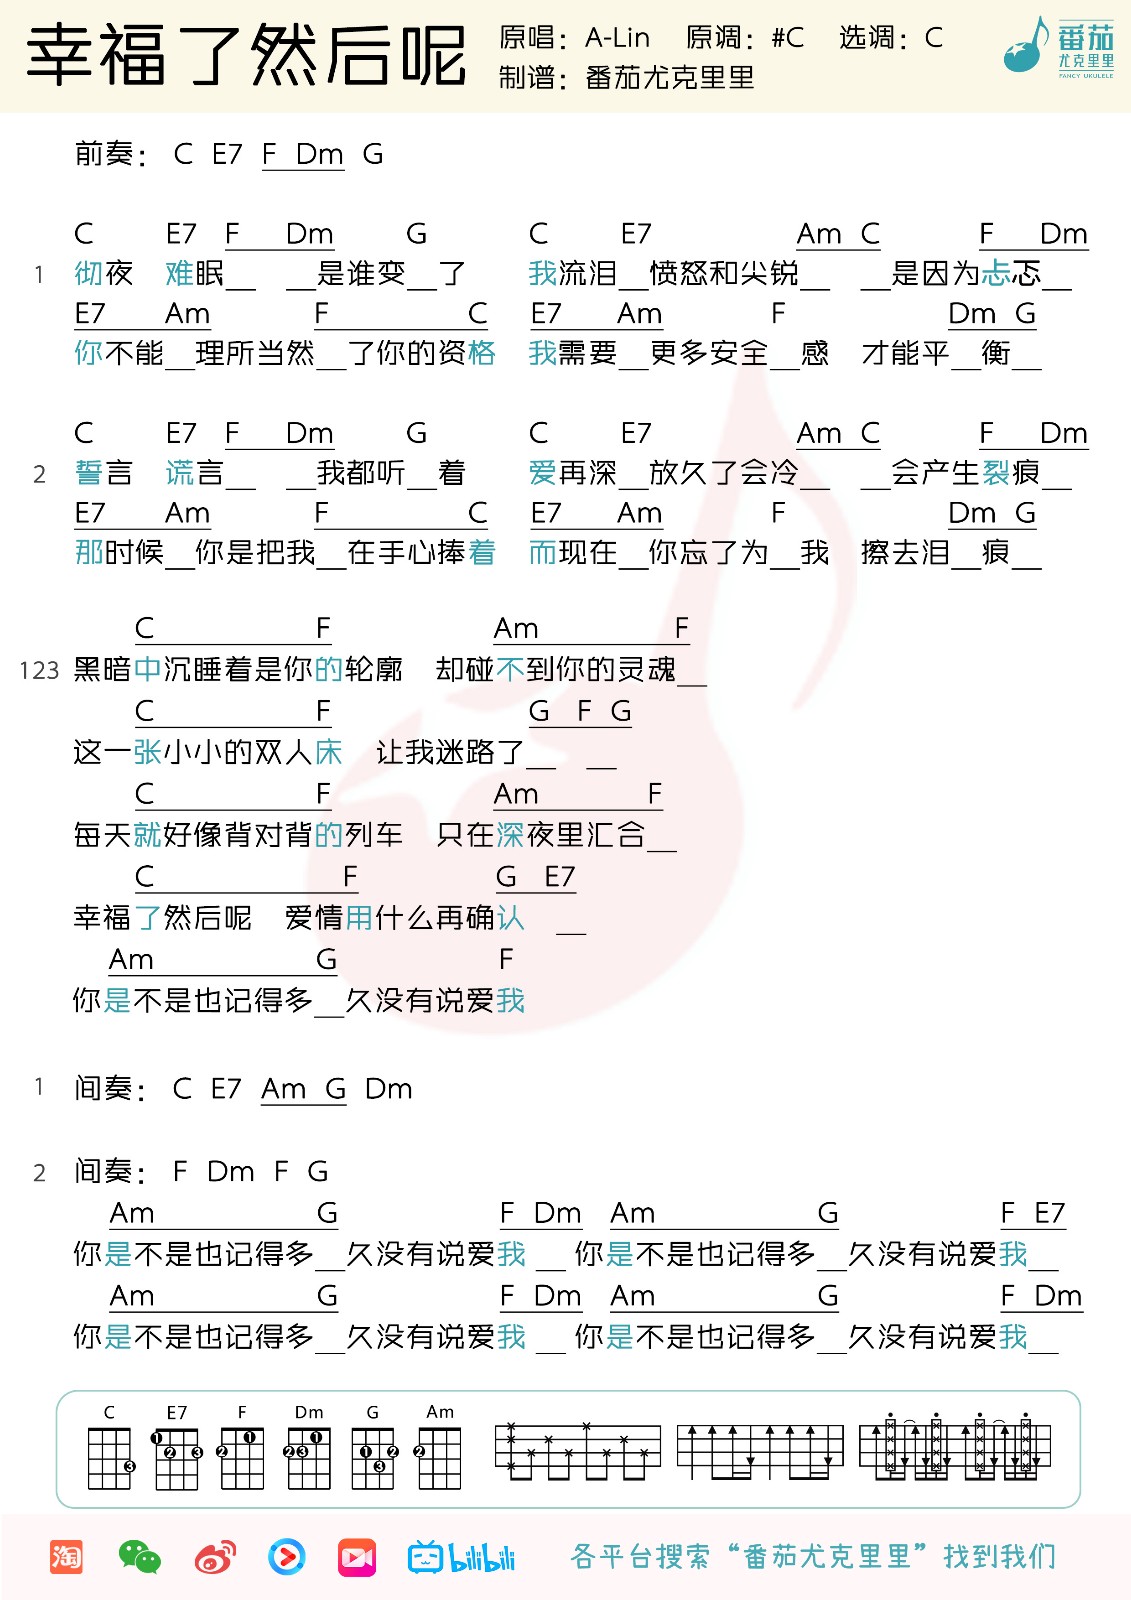 幸福了然后呢
原唱：A-Lin 原调：#C 选调：C
制谱：番茄尤克里里
番茄
尤克里里
FANCY UKULELE
前奏： C E7 F Dm G
C E7 F Dm G C E7 Am C F Dm
1 彻夜 难眠__ __是谁变__了 我流泪__愤怒和尖锐__ __是因为忐忑__
E7 Am F C E7 Am F Dm G
你不能__理所当然__了你的资格 我需要__更多安全__感 才能平__衡__
C E7 F Dm G C E7 Am C F Dm
2 誓言 谎言__ __我都听__着 爱再深__放久了会冷__ __会产生裂痕__
E7 Am F C E7 Am F Dm G
那时候__你是把我__在手心捧着 而现在__你忘了为__我 擦去泪__痕__
C F Am F
123 黑暗中沉睡着是你的轮廓 却碰不到你的灵魂__
C F G F G
这一张小小的双人床 让我迷路了__ __
C F Am F
每天就好像背对背的列车 只在深夜里汇合__
C F G E7
幸福了然后呢 爱情用什么再确认 __
Am G F
你是不是也记得多__久没有说爱我
1 间奏： C E7 Am G Dm
2 间奏： F Dm F G
Am G F Dm Am G F E7
你是不是也记得多__久没有说爱我 __ 你是不是也记得多__久没有说爱我__
Am G F Dm Am G F Dm
你是不是也记得多__久没有说爱我 __ 你是不是也记得多__久没有说爱我__
C E7 F Dm G Am
3 1 2 3 2 1 2 3 1 1 2 3 2
淘 bilibili 各平台搜索“番茄尤克里里”找到我们